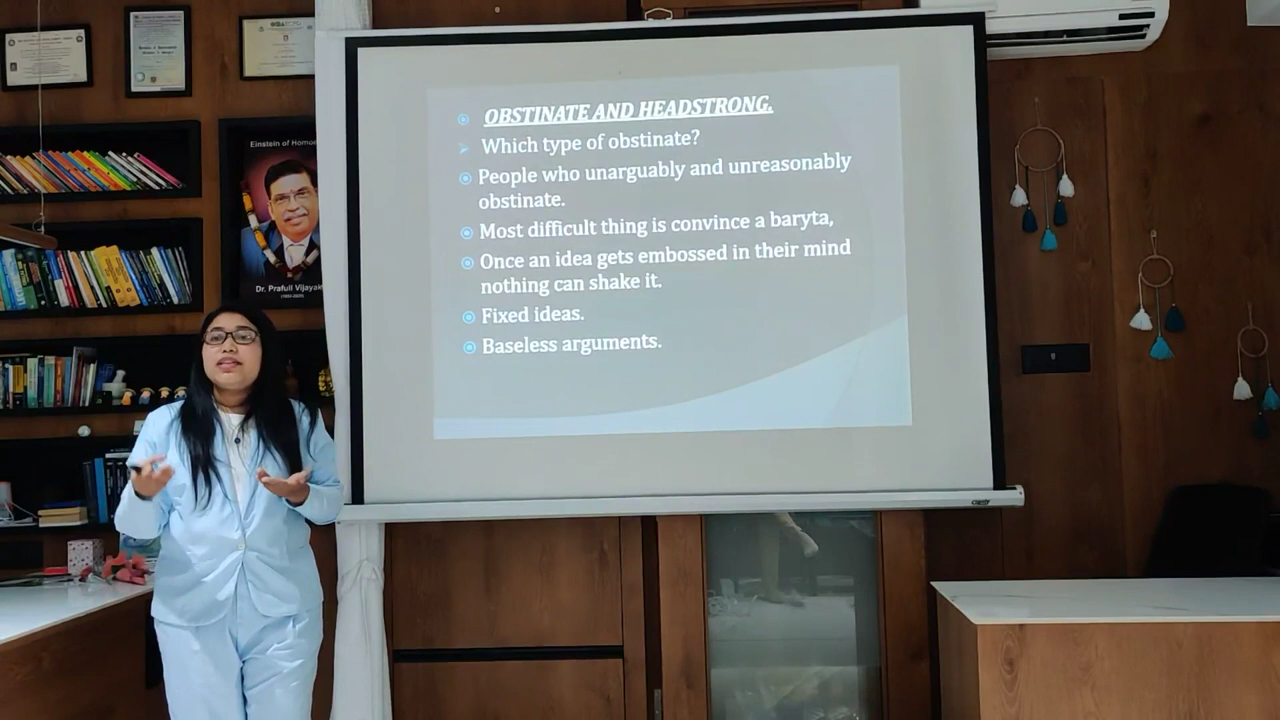 OBSTINATE AND HEADSTRONG.
Which type of obstinate?
People who unarguably and unreasonably
obstinate.
Most difficult thing is convince a baryta,
Once an idea gets embossed in their mind
nothing can shake it.
Fixed ideas.
Baseless arguments.
Einstein of Homoe
Dr. Prafull Vijayak